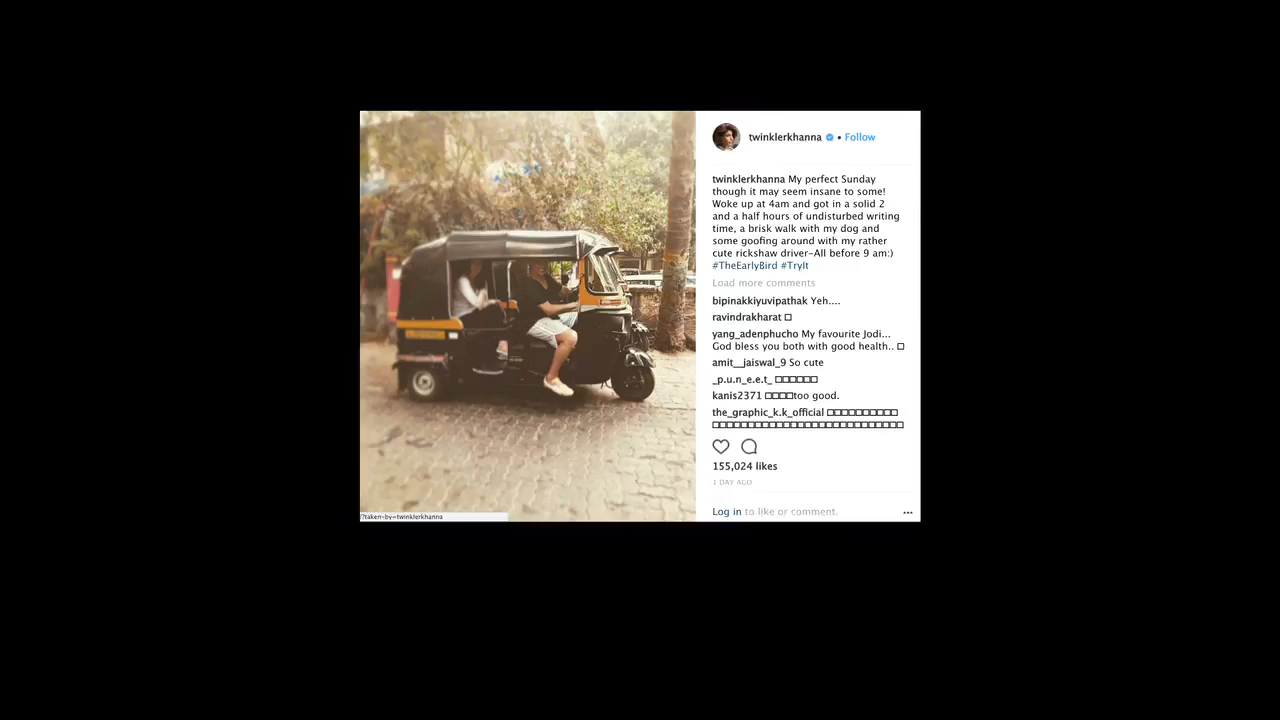 twinklerkhanna • Follow
twinklerkhanna My perfect Sunday
though it may seem insane to some!
Woke up at 4am and got in a solid 2
and a half hours of undisturbed writing
time, a brisk walk with my dog and
some goofing around with my rather
cute rickshaw driver-All before 9 am:)
#TheEarlyBird #TryIt
Load more comments
bipinakkiyuvipathak Yeh....
ravindrakharat
yang_adenphucho My favourite Jodi...
God bless you both with good health..
amit__jaiswal_9 So cute
_p.u.n_e.e.t_
kanis2371 too good.
the_graphic_k.k_official
155,024 likes
1 DAY AGO
Log in to like or comment.
/?taken-by=twinklerkhanna